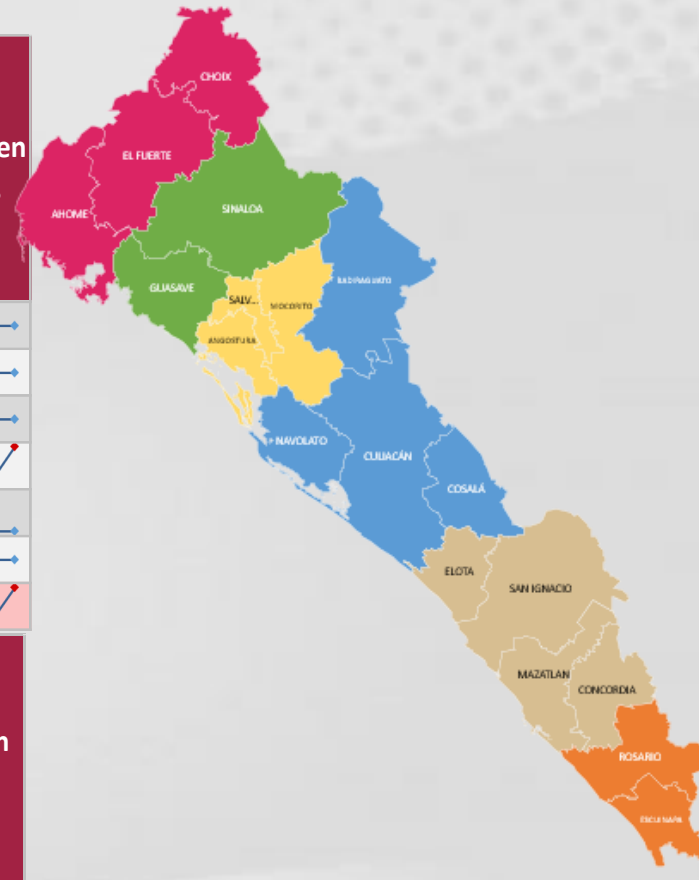 en
n
CHOIX
EL FUERTE
AHOME
SINALOA
GUASAVE
SALV...
MOCORITO
ANGOSTURA
BADIRAGUATO
NAVOLATO
CULIACÁN
COSALÁ
ELOTA
SAN IGNACIO
MAZATLAN
CONCORDIA
ROSARIO
ESCUINAPA